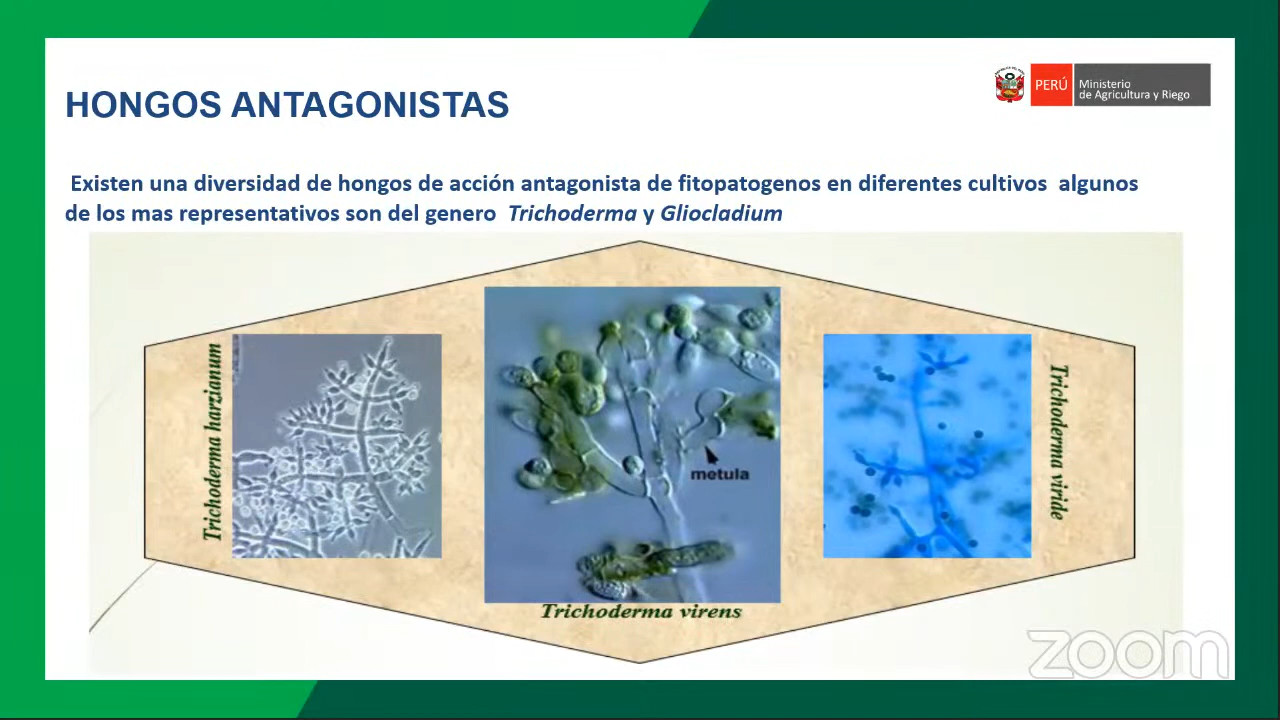 HONGOS ANTAGONISTAS
PERÚ
Ministerio
de Agricultura y Riego
Existen una diversidad de hongos de acción antagonista de fitopatogenos en diferentes cultivos algunos
de los mas representativos son del genero Trichoderma y Gliocladium
Trichoderma harzianum
metula
Trichoderma virens
Trichoderma viride
zoom